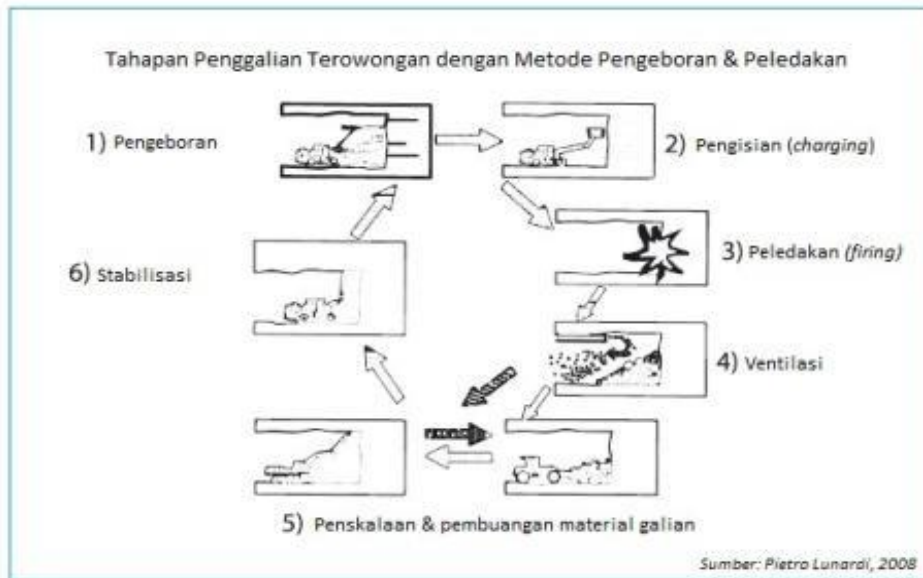 Tahapan Penggalian Terowongan dengan Metode Pengeboran & Peledakan
1) Pengeboran
2) Pengisian (charging)
3) Peledakan (firing)
6) Stabilisasi
4) Ventilasi
5) Penskalaan & pembuangan material galian
Sumber: Pietro Lunardi, 2008